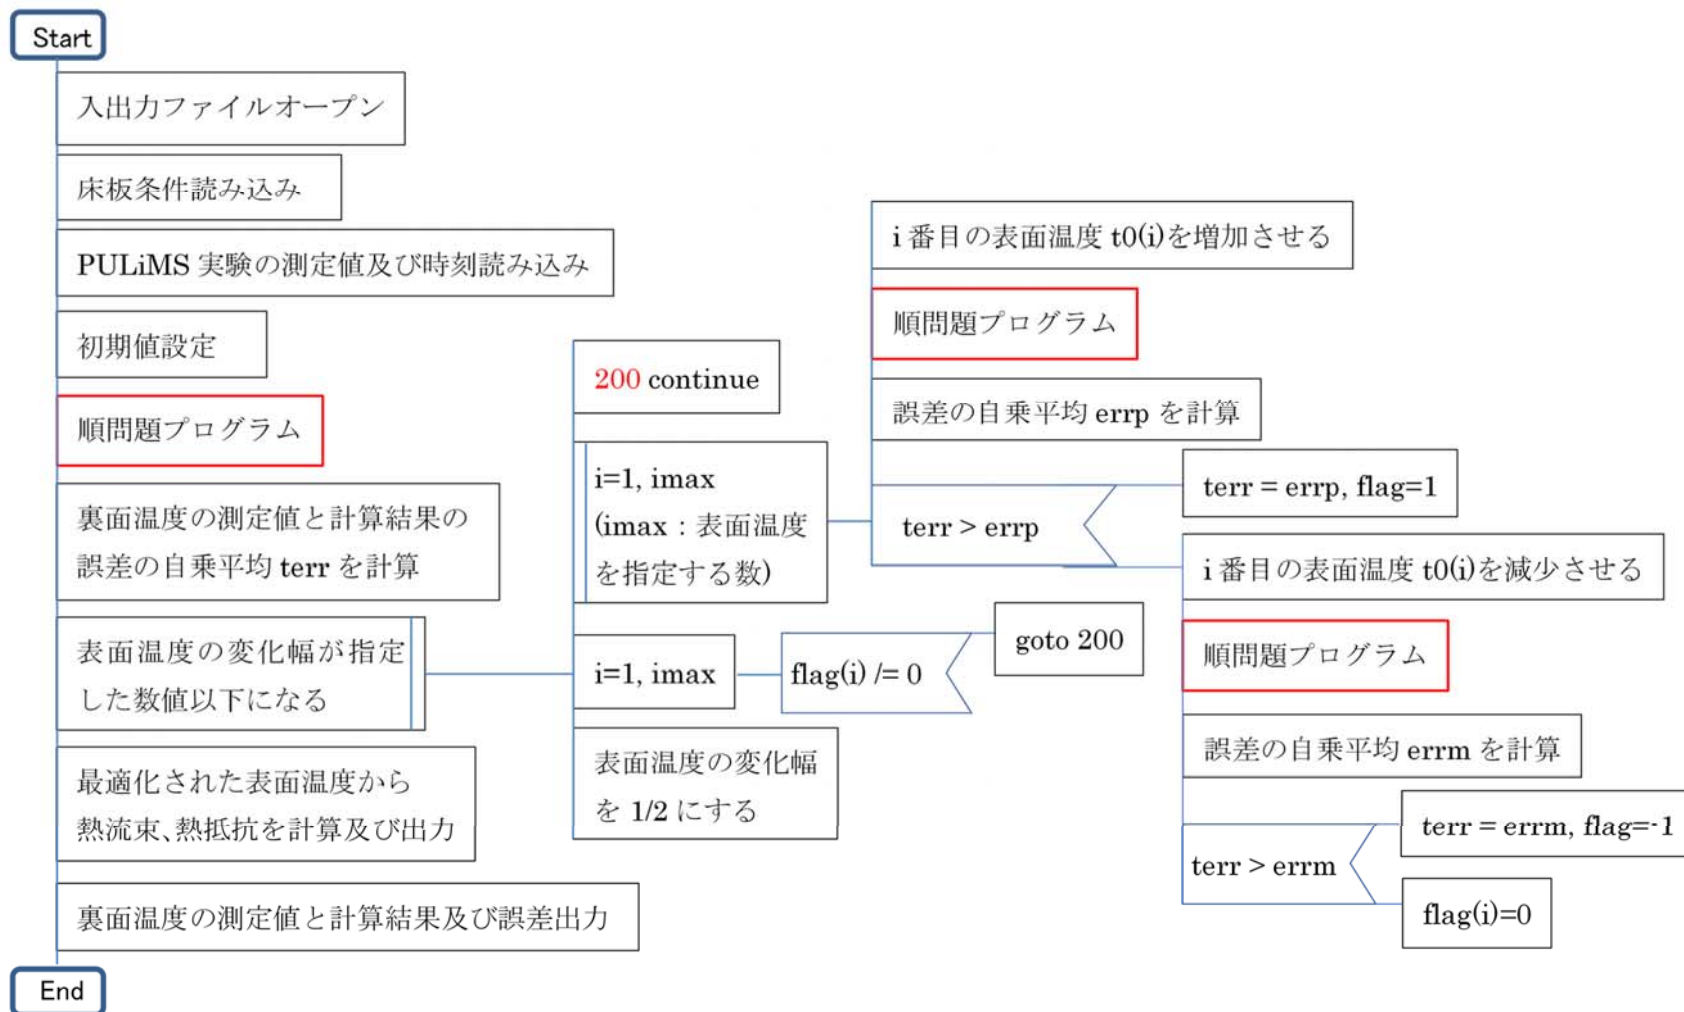 Start
入出力ファイルオープン
床板条件読み込み
PULiMS 実験の測定値及び時刻読み込み
初期値設定
順問題プログラム
裏面温度の測定値と計算結果の
誤差の自乗平均 terr を計算
表面温度の変化幅が指定
した数値以下になる
最適化された表面温度から
熱流束、熱抵抗を計算及び出力
裏面温度の測定値と計算結果及び誤差出力
End
200 continue
i=1, imax
(imax：表面温度
を指定する数)
i=1, imax
flag(i) /= 0
goto 200
表面温度の変化幅
を 1/2 にする
i 番目の表面温度 t0(i)を増加させる
順問題プログラム
誤差の自乗平均 errp を計算
terr > errp
terr = errp, flag=1
i 番目の表面温度 t0(i)を減少させる
順問題プログラム
誤差の自乗平均 errm を計算
terr > errm
terr = errm, flag=-1
flag(i)=0